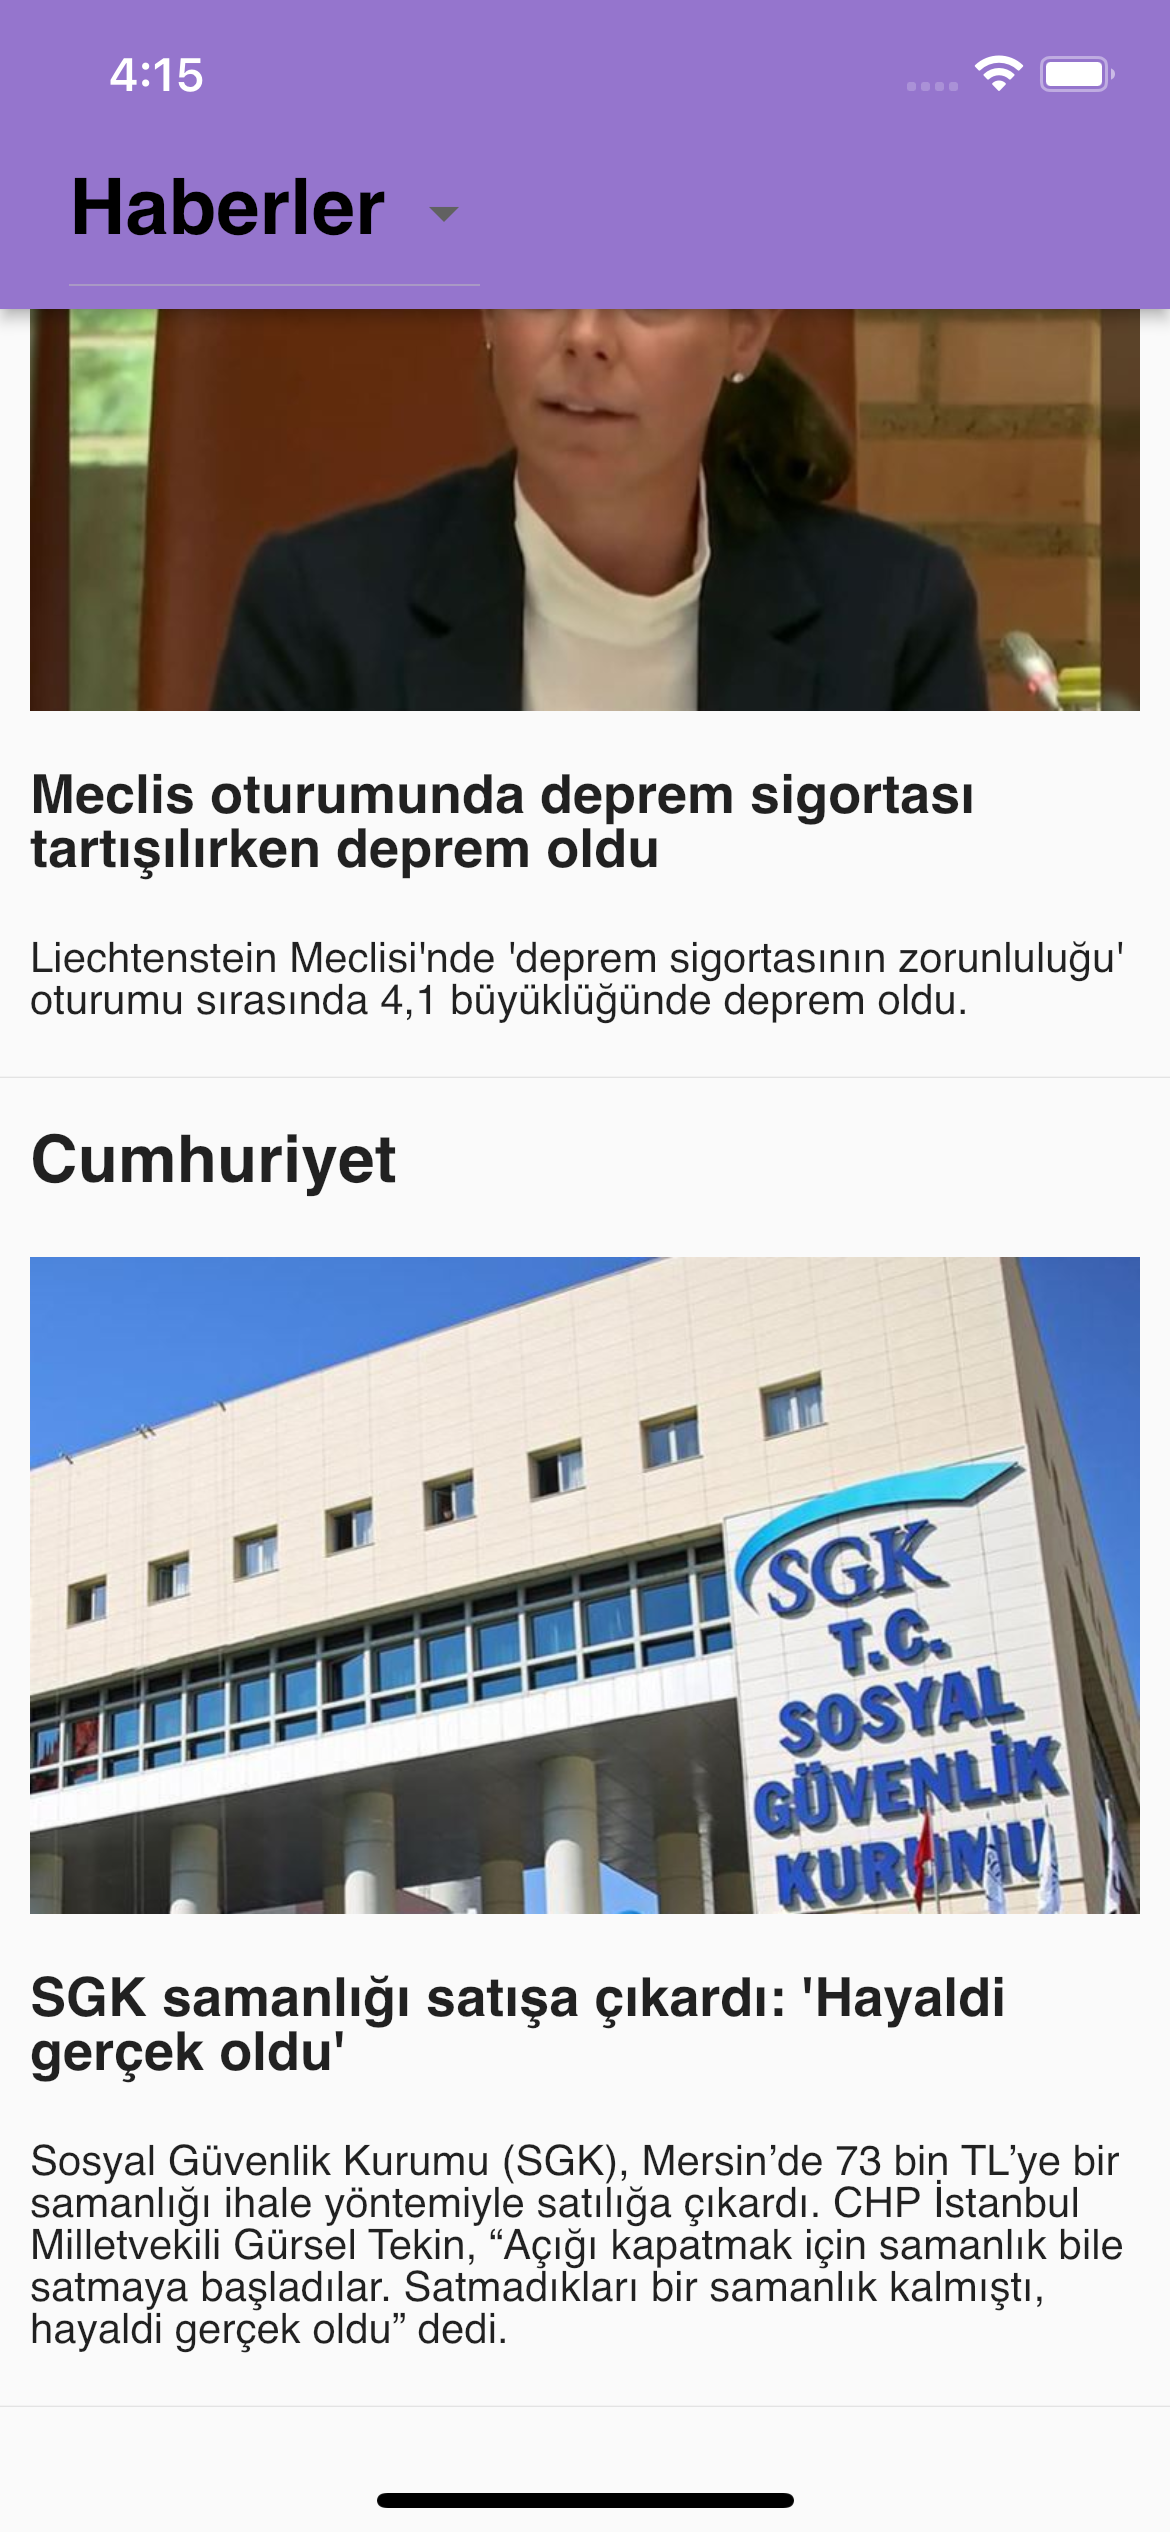 4:15
Haberler
Meclis oturumunda deprem sigortası
tartışılırken deprem oldu
Liechtenstein Meclisi'nde 'deprem sigortasının zorunluluğu'
oturumu sırasında 4,1 büyüklüğünde deprem oldu.
Cumhuriyet
SGK
T.C.
SOSYAL
GÜVENLİK
KURUMU
SGK samanlığı satışa çıkardı: 'Hayaldi
gerçek oldu'
Sosyal Güvenlik Kurumu (SGK), Mersin’de 73 bin TL’ye bir
samanlığı ihale yöntemiyle satılığa çıkardı. CHP İstanbul
Milletvekili Gürsel Tekin, “Açığı kapatmak için samanlık bile
satmaya başladılar. Satmadıkları bir samanlık kalmıştı,
hayaldi gerçek oldu” dedi.